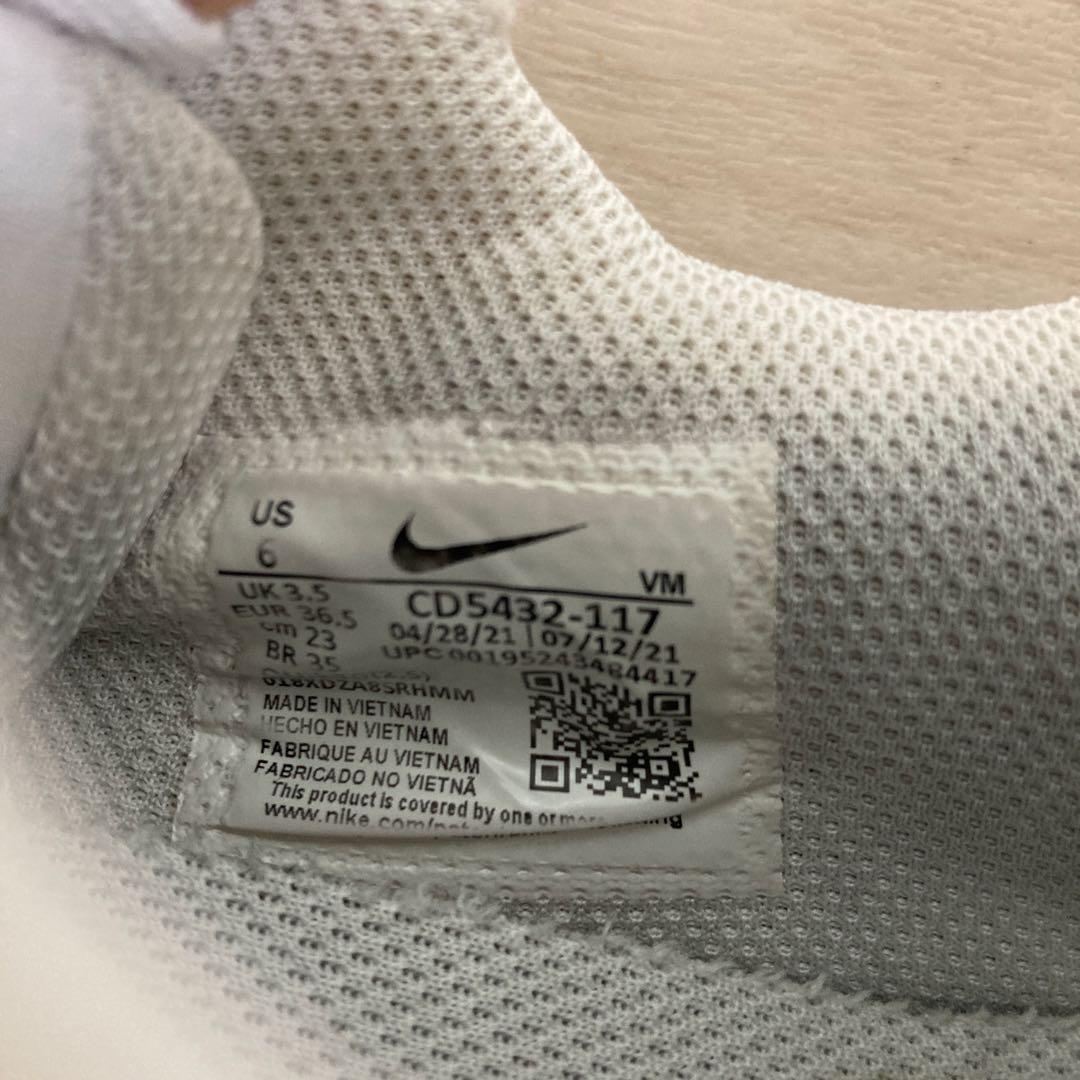 US
6
VM
UK 3.5
EUR 36.5
cm 23
BR 35
CD5432-117
04/28/21 | 07/12/21
UPC 00195243484417
MADE IN VIETNAM
HECHO EN VIETNAM
FABRIQUE AU VIETNAM
FABRICADO NO VIETNÃ
This product is covered by one or more
www.nike.com/